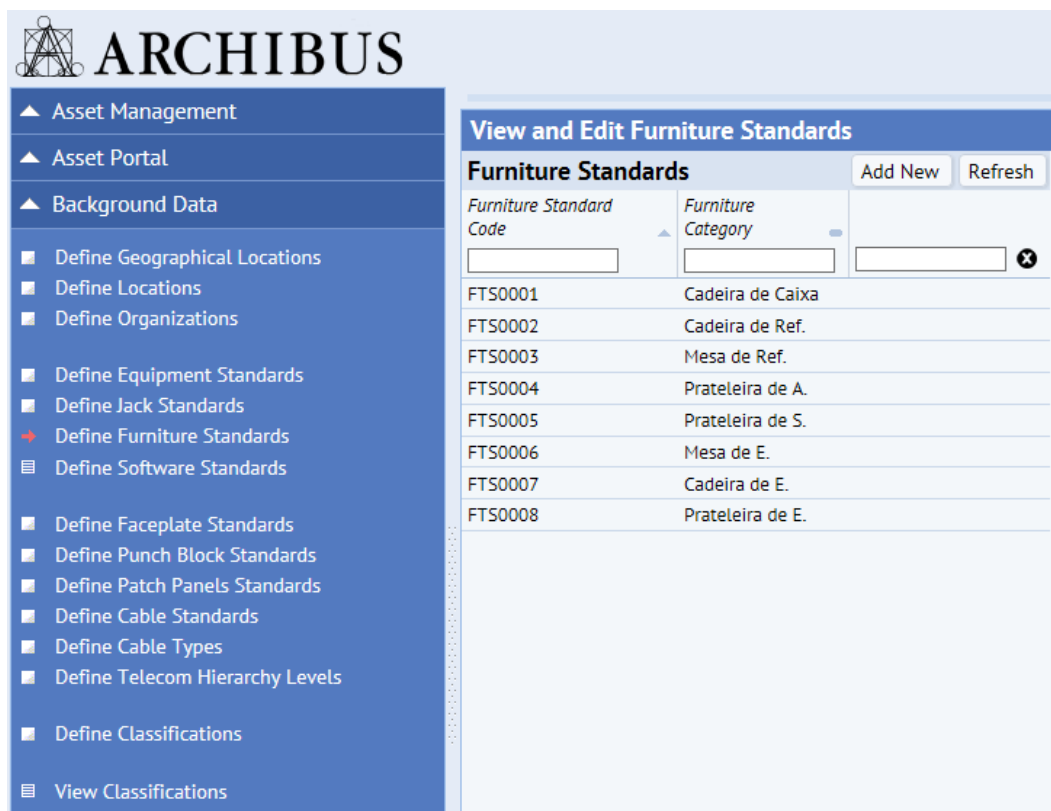 ARCHIBUS
Asset Management
Asset Portal
Background Data
Define Geographical Locations
Define Locations
Define Organizations
Define Equipment Standards
Define Jack Standards
Define Furniture Standards
Define Software Standards
Define Faceplate Standards
Define Punch Block Standards
Define Patch Panels Standards
Define Cable Standards
Define Cable Types
Define Telecom Hierarchy Levels
Define Classifications
View Classifications
View and Edit Furniture Standards
Furniture Standards Add New Refresh
Furniture Standard Furniture
Code Category
FTS0001 Cadeira de Caixa
FTS0002 Cadeira de Ref.
FTS0003 Mesa de Ref.
FTS0004 Prateleira de A.
FTS0005 Prateleira de S.
FTS0006 Mesa de E.
FTS0007 Cadeira de E.
FTS0008 Prateleira de E.